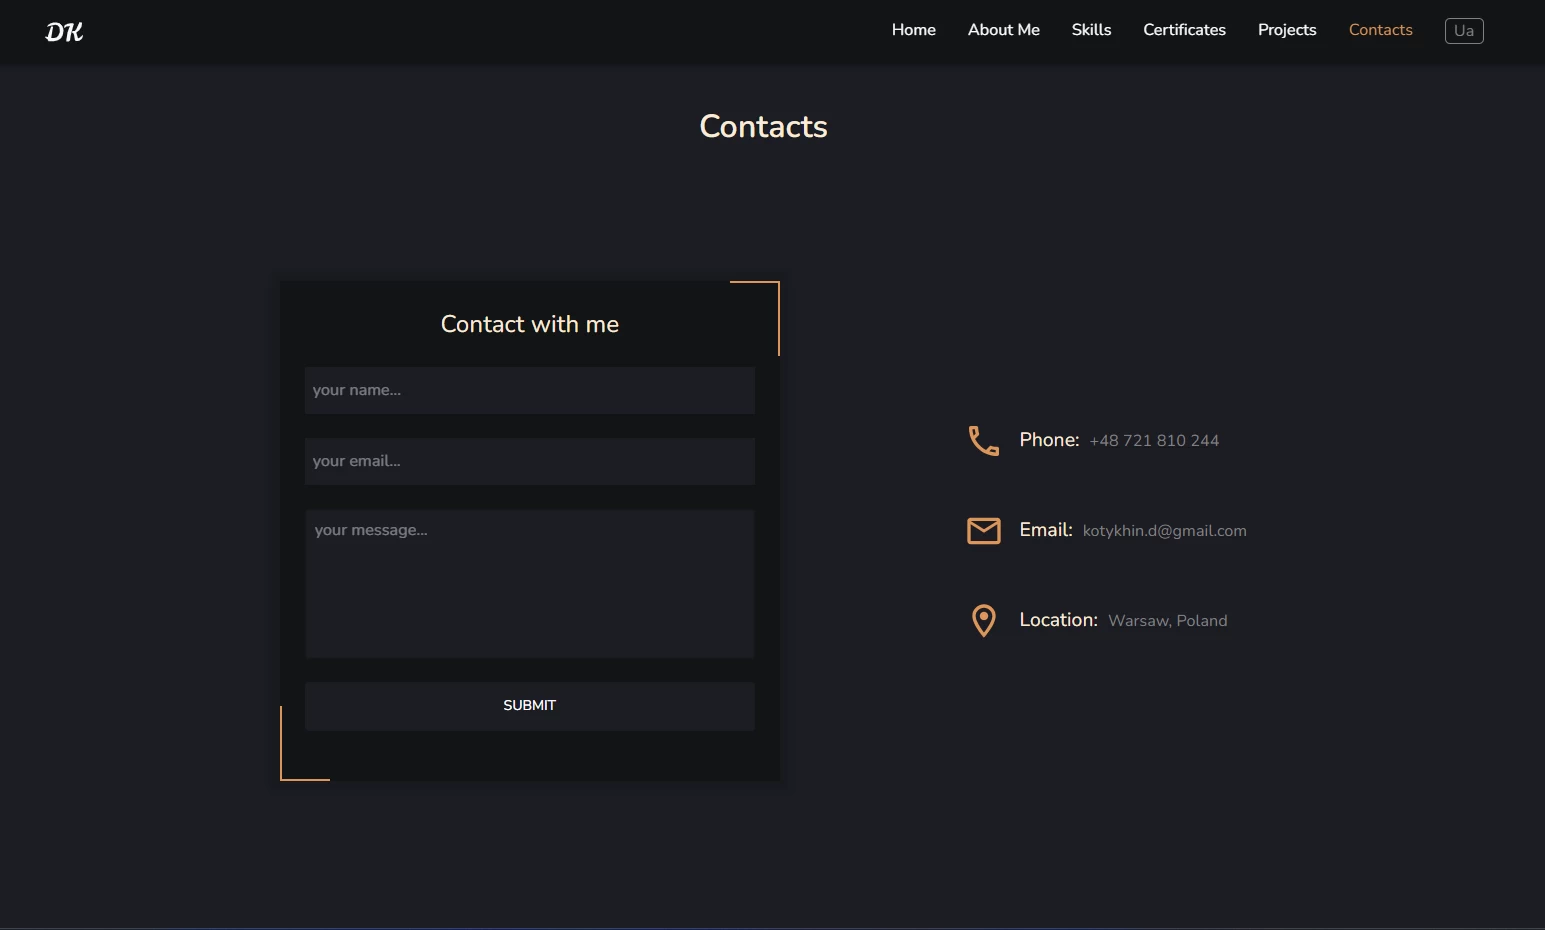 DK
Home About Me Skills Certificates Projects Contacts Ua
Contacts
Contact with me
your name...
your email...
your message...
SUBMIT
Phone: +48 721 810 244
Email: kotykhin.d@gmail.com
Location: Warsaw, Poland